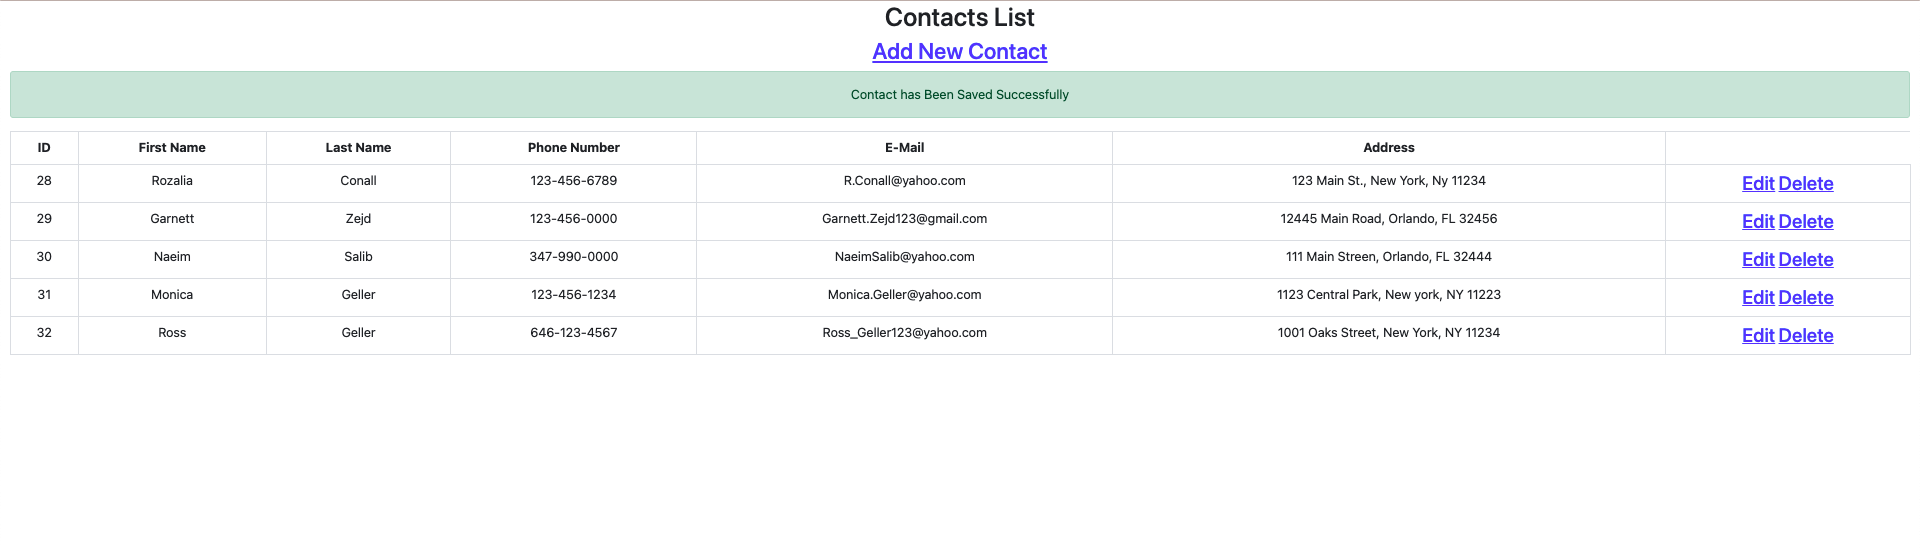 Contacts List
Add New Contact
Contact has Been Saved Successfully
ID First Name Last Name Phone Number E-Mail Address
28 Rozalia Conall 123-456-6789 R.Conall@yahoo.com 123 Main St., New York, Ny 11234 Edit Delete
29 Garnett Zejd 123-456-0000 Garnett.Zejd123@gmail.com 12445 Main Road, Orlando, FL 32456 Edit Delete
30 Naeim Salib 347-990-0000 NaeimSalib@yahoo.com 111 Main Streen, Orlando, FL 32444 Edit Delete
31 Monica Geller 123-456-1234 Monica.Geller@yahoo.com 1123 Central Park, New york, NY 11223 Edit Delete
32 Ross Geller 646-123-4567 Ross_Geller123@yahoo.com 1001 Oaks Street, New York, NY 11234 Edit Delete